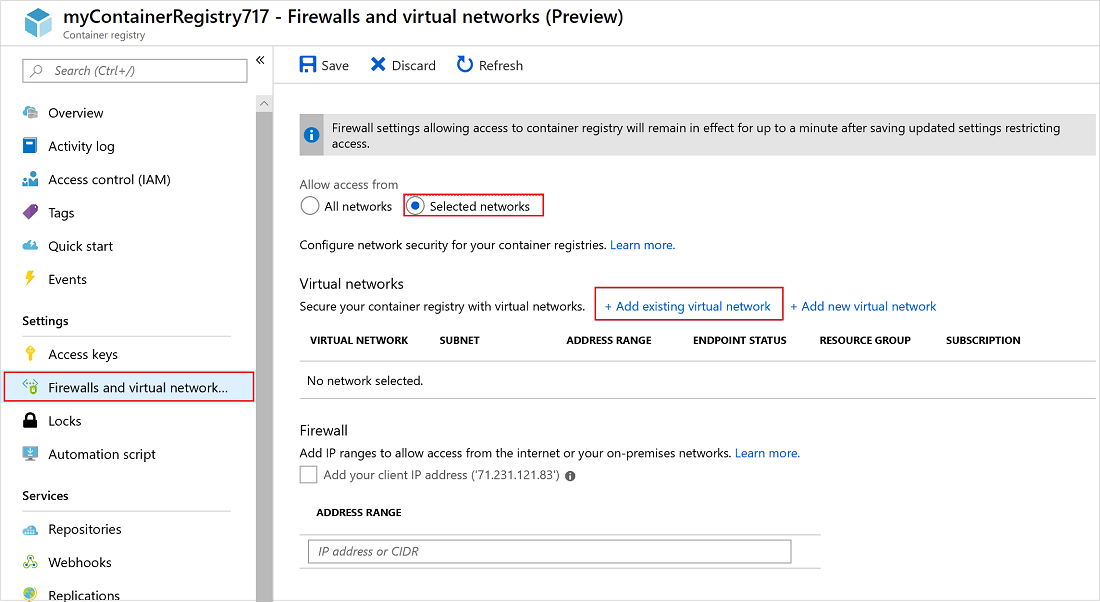 myContainerRegistry717 - Firewalls and virtual networks (Preview)
Container registry
Search (Ctrl+/)
«
Overview
Activity log
Access control (IAM)
Tags
Quick start
Events
Settings
Access keys
Firewalls and virtual network...
Locks
Automation script
Services
Repositories
Webhooks
Replications
Save Discard Refresh
Firewall settings allowing access to container registry will remain in effect for up to a minute after saving updated settings restricting
access.
Allow access from
All networks Selected networks
Configure network security for your container registries. Learn more.
Virtual networks
Secure your container registry with virtual networks. + Add existing virtual network + Add new virtual network
VIRTUAL NETWORK SUBNET ADDRESS RANGE ENDPOINT STATUS RESOURCE GROUP SUBSCRIPTION
No network selected.
Firewall
Add IP ranges to allow access from the internet or your on-premises networks. Learn more.
Add your client IP address ('71.231.121.83')
ADDRESS RANGE
IP address or CIDR